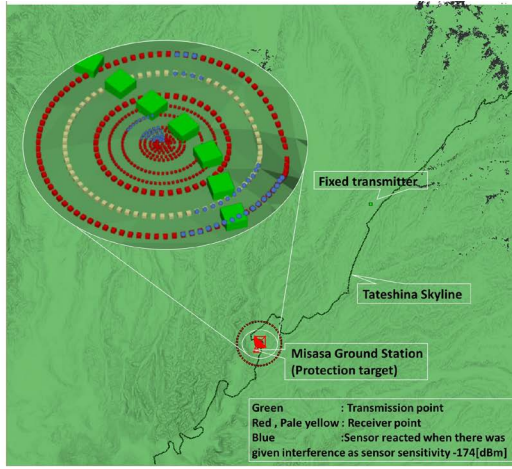 Fixed transmitter
Tateshina Skyline
Misasa Ground Station
(Protection target)
Green : Transmission point
Red , Pale yellow : Receiver point
Blue :Sensor reacted when there was
given interference as sensor sensitivity -174[dBm]